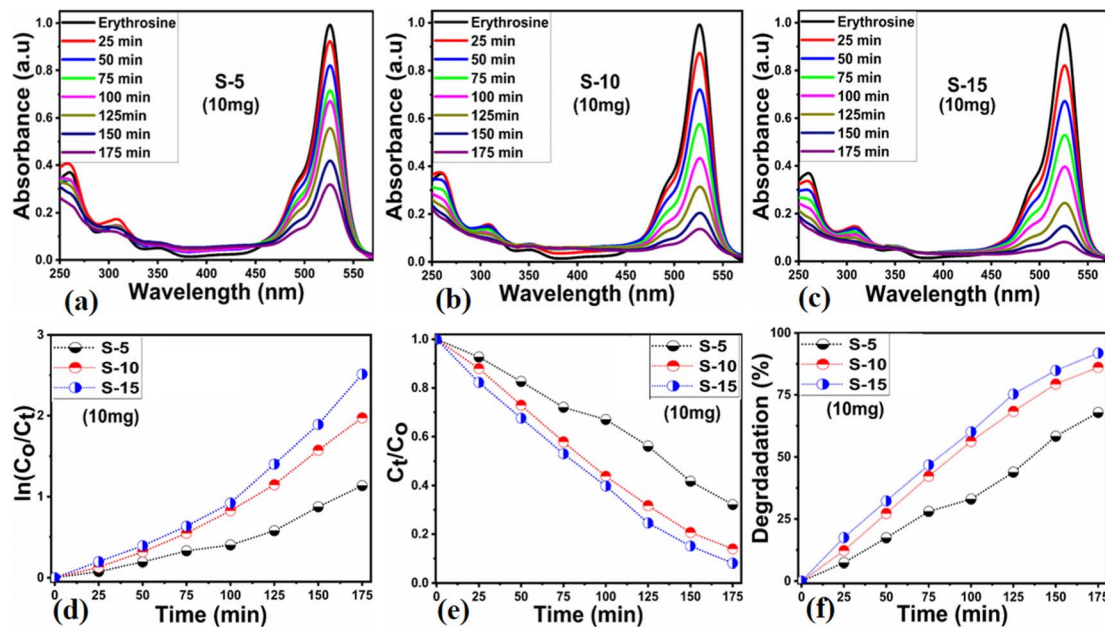 Erythrosine
25 min
50 min
75 min
100 min
125min
150 min
175 min
S-5
(10mg)
Absorbance (a.u)
1.0
0.8
0.6
0.4
0.2
0.0
250 300 350 400 450 500 550
Wavelength (nm)
(a)
Erythrosine
25 min
50 min
75 min
100 min
125min
150 min
175 min
S-10
(10mg)
Absorbance (a.u)
1.0
0.8
0.6
0.4
0.2
0.0
250 300 350 400 450 500 550
Wavelength (nm)
(b)
Erythrosine
25 min
50 min
75 min
100 min
125min
150 min
175 min
S-15
(10mg)
Absorbance (a.u)
1.0
0.8
0.6
0.4
0.2
0.0
250 300 350 400 450 500 550
Wavelength (nm)
(c)
S-5
S-10
S-15
(10mg)
ln(Co/Ct)
3
2
1
0
0 25 50 75 100 125 150 175
Time (min)
(d)
S-5
S-10
S-15
(10mg)
Ct/Co
1.0
0.8
0.6
0.4
0.2
0.0
0 25 50 75 100 125 150 175
Time (min)
(e)
S-5
S-10
S-15
(10mg)
Degrdadation (%)
100
75
50
25
0
0 25 50 75 100 125 150 175
Time (min)
(f)